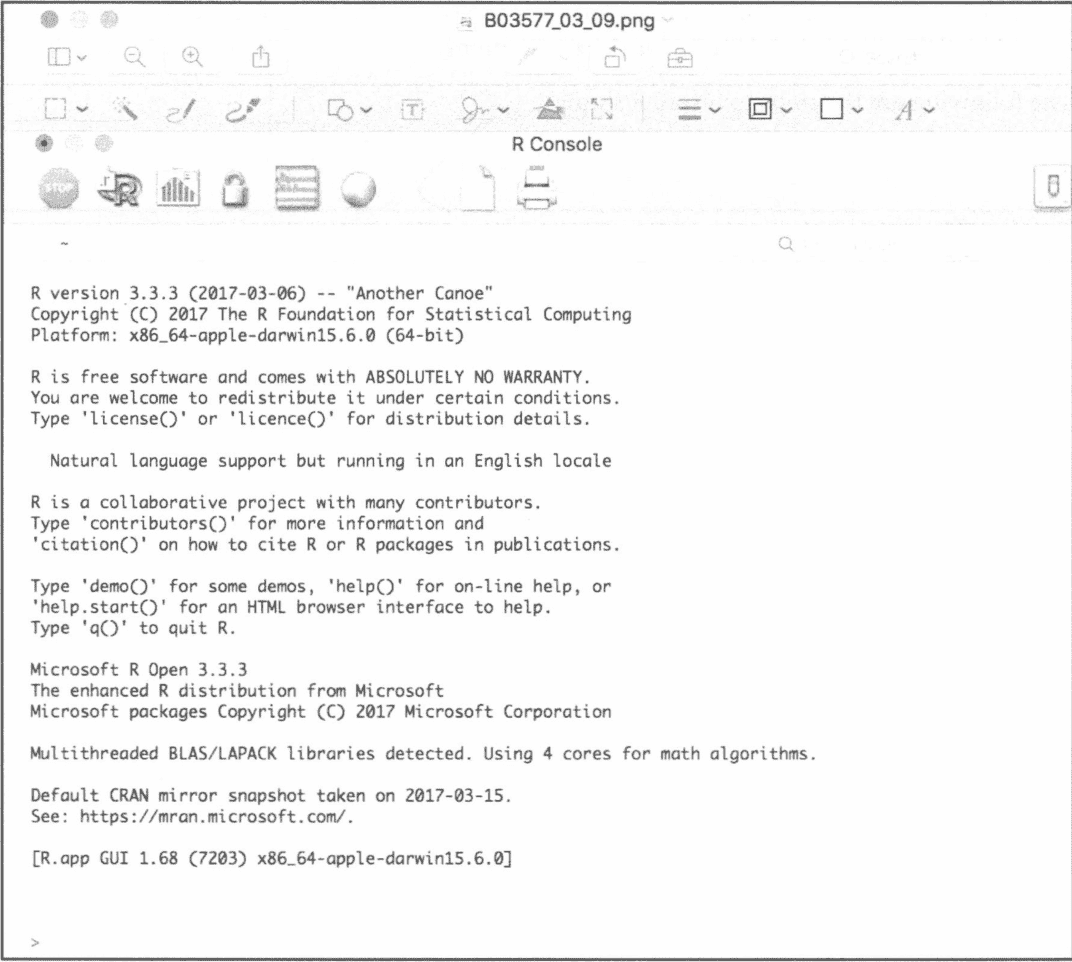 B03577_03_09.png
R Console
STOP
~
R version 3.3.3 (2017-03-06) -- "Another Canoe"
Copyright (C) 2017 The R Foundation for Statistical Computing
Platform: x86_64-apple-darwin15.6.0 (64-bit)
R is free software and comes with ABSOLUTELY NO WARRANTY.
You are welcome to redistribute it under certain conditions.
Type 'license()' or 'licence()' for distribution details.
Natural language support but running in an English locale
R is a collaborative project with many contributors.
Type 'contributors()' for more information and
'citation()' on how to cite R or R packages in publications.
Type 'demo()' for some demos, 'help()' for on-line help, or
'help.start()' for an HTML browser interface to help.
Type 'q()' to quit R.
Microsoft R Open 3.3.3
The enhanced R distribution from Microsoft
Microsoft packages Copyright (C) 2017 Microsoft Corporation
Multithreaded BLAS/LAPACK libraries detected. Using 4 cores for math algorithms.
Default CRAN mirror snapshot taken on 2017-03-15.
See: https://mran.microsoft.com/.
[R.app GUI 1.68 (7203) x86_64-apple-darwin15.6.0]
>